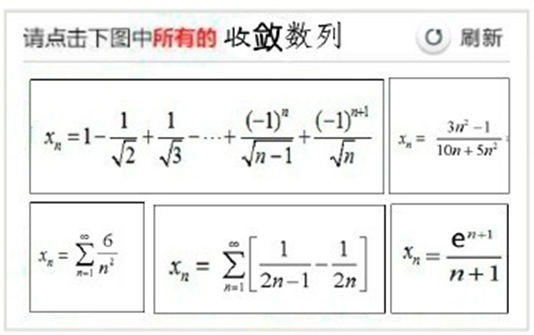 请点击下图中所有的 收敛数列 刷新
x_n = 1 - \frac{1}{\sqrt{2}} + \frac{1}{\sqrt{3}} - \cdots + \frac{(-1)^n}{\sqrt{n-1}} + \frac{(-1)^{n+1}}{\sqrt{n}}
x_n = \frac{3n^2-1}{10n+5n^2}
x_n = \sum_{n=1}^{\infty} \frac{6}{n^2}
x_n = \sum_{n=1}^{\infty} \left[ \frac{1}{2n-1} - \frac{1}{2n} \right]
x_n = \frac{e^{n+1}}{n+1}